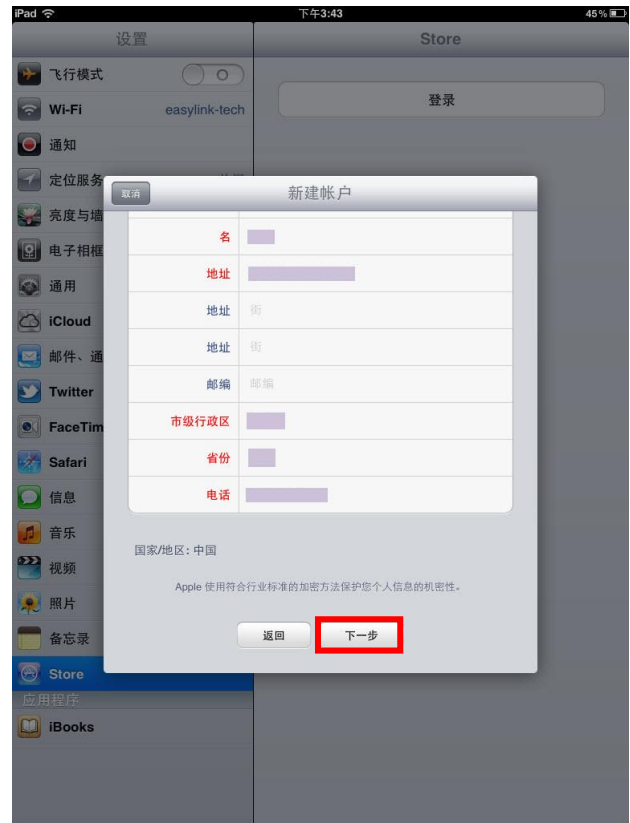 iPad 下午3:43 45%
设置 Store
飞行模式
Wi-Fi easylink-tech
登录
通知
定位服务
取消 新建帐户
亮度与墙
电子相框
通用
iCloud
邮件、通
Twitter
FaceTim
Safari
信息
音乐
视频
照片
备忘录
Store
应用程序
iBooks
名
地址
地址 街
地址 街
邮编 邮编
市级行政区
省份
电话
国家/地区: 中国
Apple 使用符合行业标准的加密方法保护您个人信息的机密性。
返回 下一步